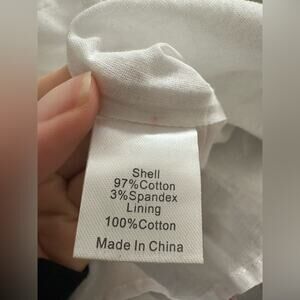 Shell
97%Cotton
3%Spandex
Lining
100%Cotton
Made In China